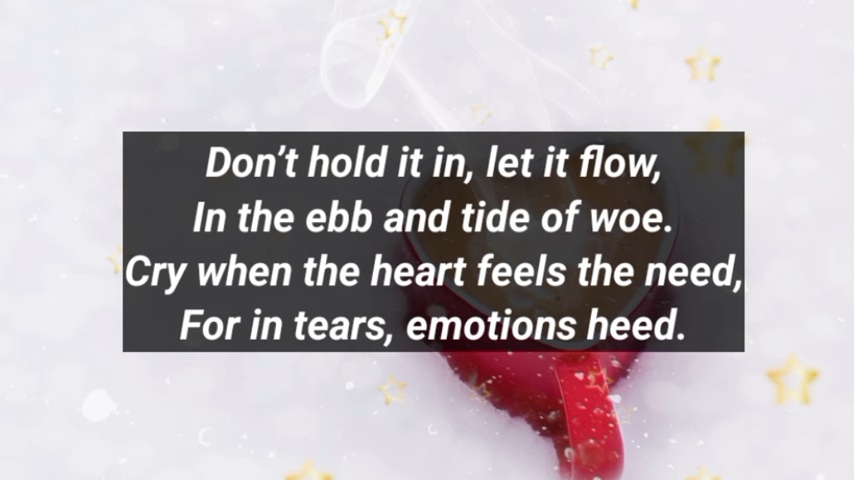 Don’t hold it in, let it flow,
In the ebb and tide of woe.
Cry when the heart feels the need,
For in tears, emotions heed.